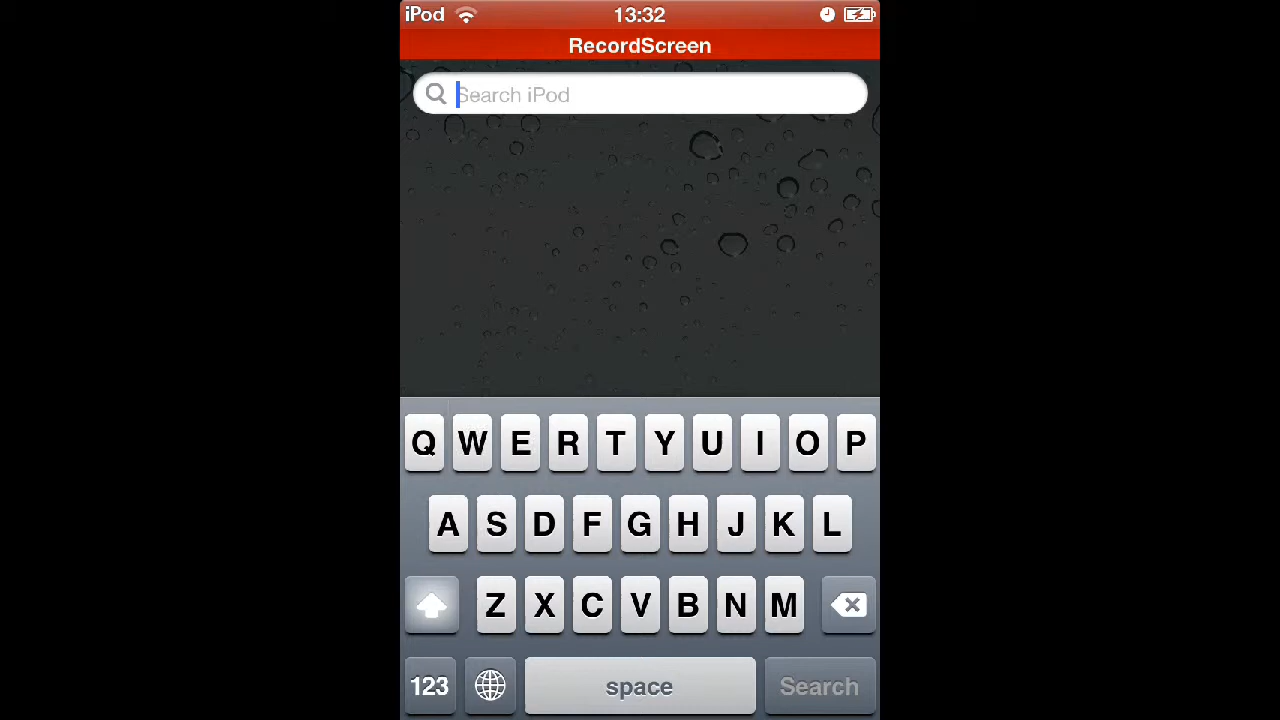 iPod 13:32
RecordScreen
Search iPod
Q W E R T Y U I O P
A S D F G H J K L
Z X C V B N M
123 space Search